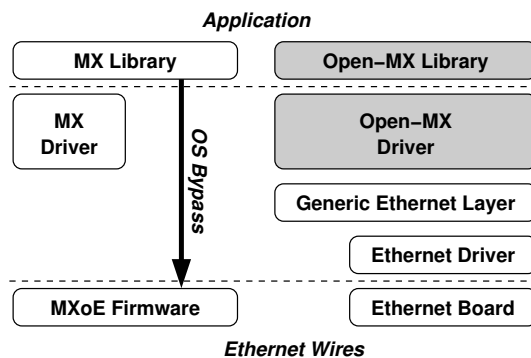 Application
MX Library
Open−MX Library
MX
Driver
OS Bypass
Open−MX
Driver
Generic Ethernet Layer
Ethernet Driver
MXoE Firmware
Ethernet Board
Ethernet Wires